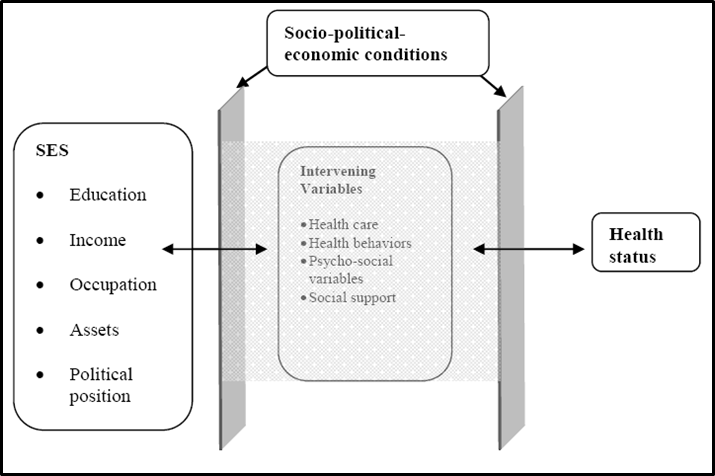 Socio-political-
economic conditions
SES
• Education
• Income
• Occupation
• Assets
• Political
position
Intervening
Variables
• Health care
• Health behaviors
• Psycho-social
variables
• Social support
Health
status